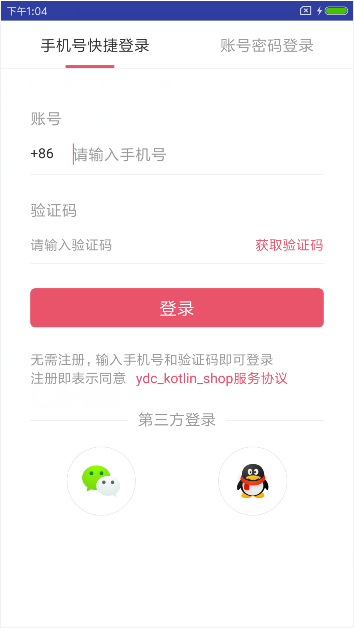 下午1:04
手机号快捷登录 账号密码登录
账号
+86 请输入手机号
验证码
请输入验证码 获取验证码
登录
无需注册，输入手机号和验证码即可登录
注册即表示同意 ydc_kotlin_shop服务协议
第三方登录